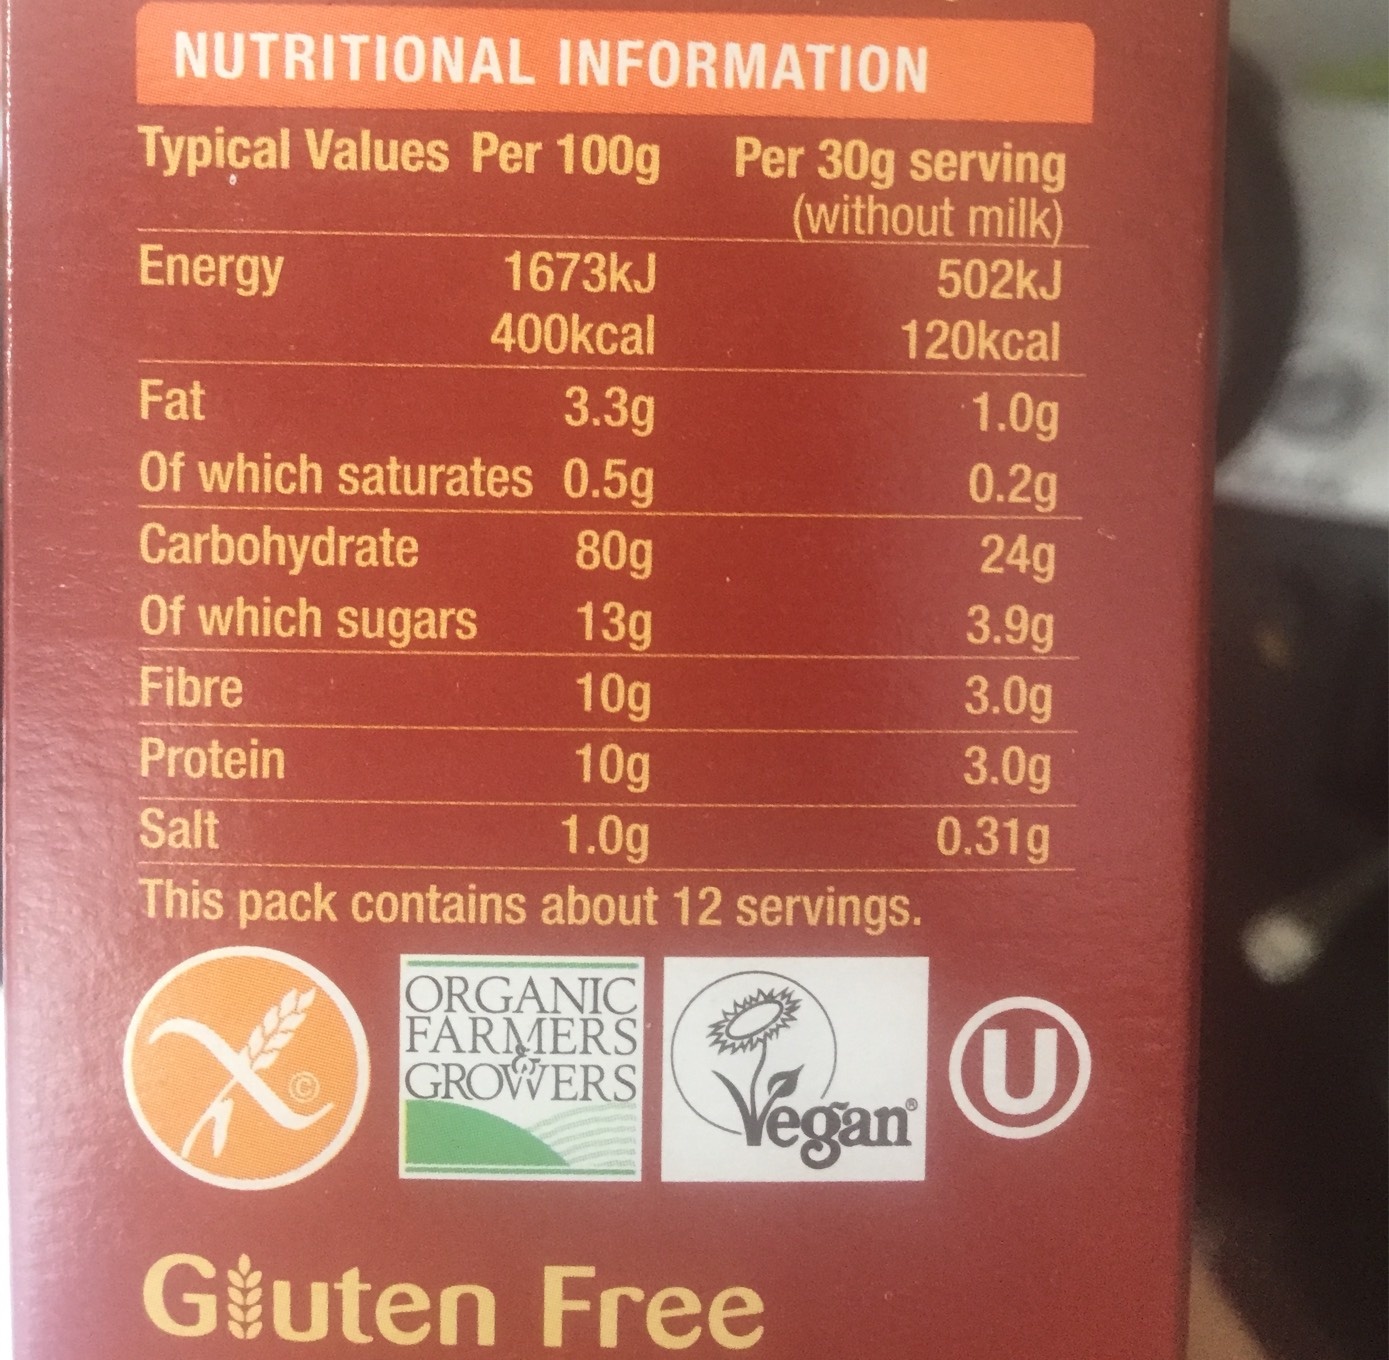 NUTRITIONAL INFORMATION
Typical Values Per 100g Per 30g serving
(without milk)
Energy 1673kJ 502kJ
400kcal 120kcal
Fat 3.3g 1.0g
Of which saturates 0.5g 0.2g
Carbohydrate 80g 24g
Of which sugars 13g 3.9g
Fibre 10g 3.0g
Protein 10g 3.0g
Salt 1.0g 0.31g
This pack contains about 12 servings.
©
ORGANIC
FARMERS
&
GROWERS
Vegan®
U
Gluten Free